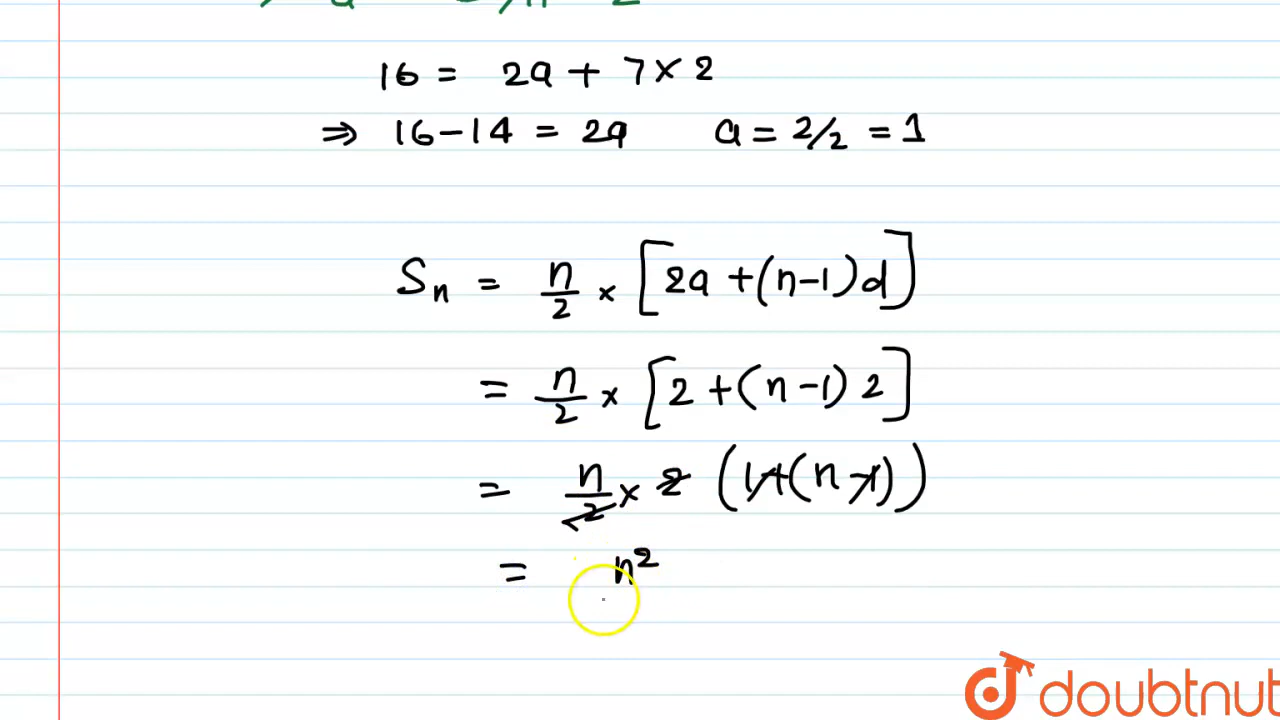 16 = 2a + 7 × 2
⇒ 16 - 14 = 2a a = 2/2 = 1
Sn = n/2 × [2a + (n-1)d]
= n/2 × [2 + (n-1) 2]
= n/2 × 2 (1+(n-1))
= n²
doubtnut